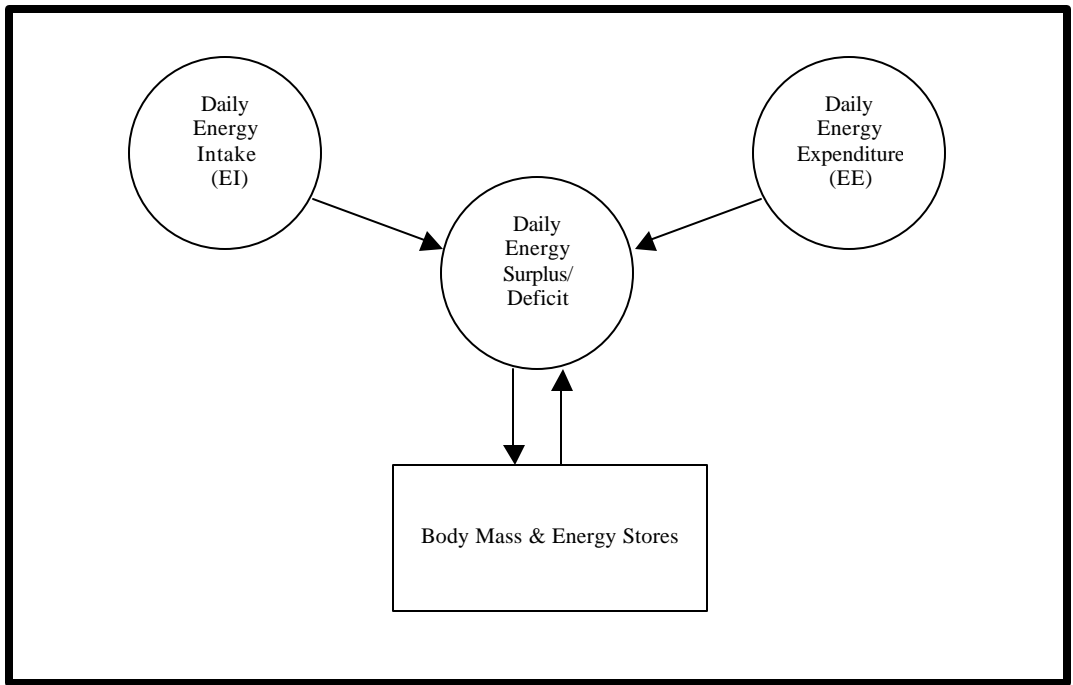 Daily
Energy
Intake
(EI)
Daily
Energy
Expenditure
(EE)
Daily
Energy
Surplus/
Deficit
Body Mass & Energy Stores